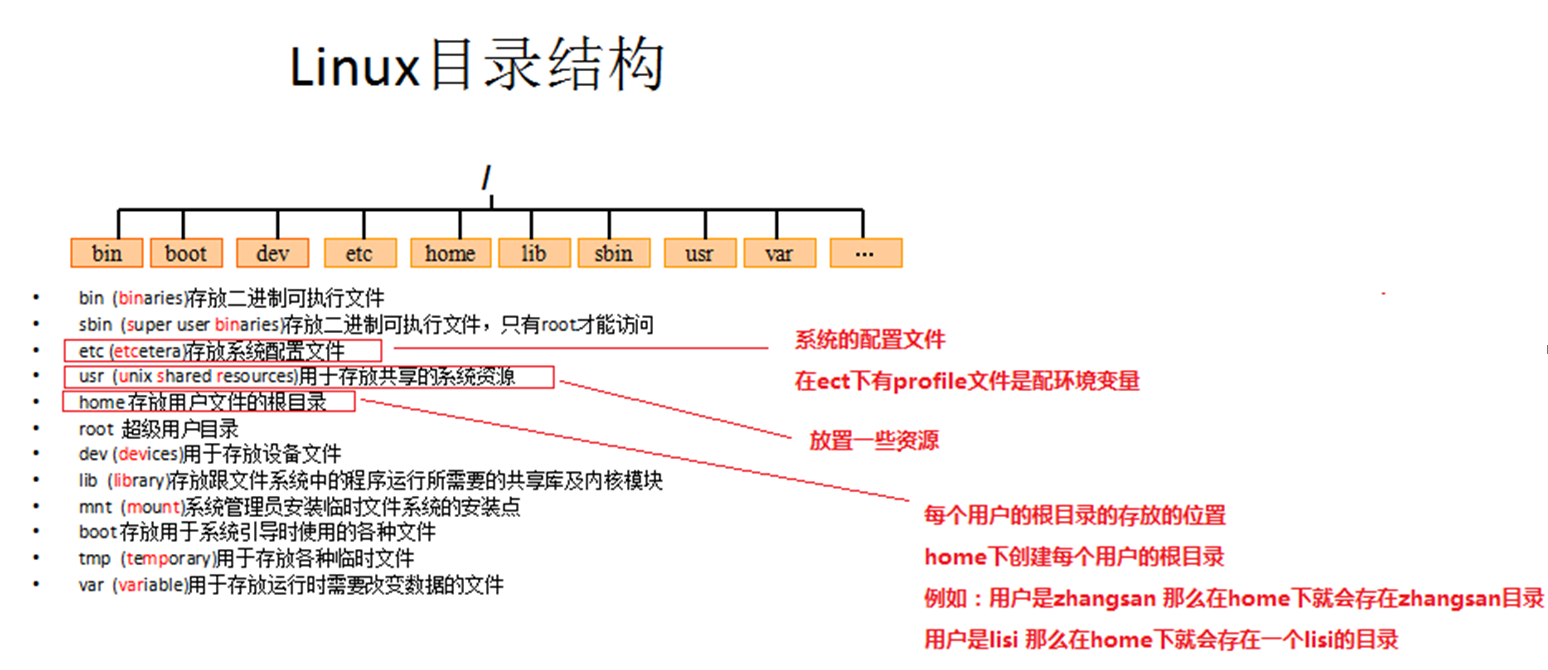 Linux目录结构
/
bin boot dev etc home lib sbin usr var ...
• bin (binaries)存放二进制可执行文件
• sbin (super user binaries)存放二进制可执行文件，只有root才能访问
• etc (etcetera)存放系统配置文件
• usr (unix shared resources)用于存放共享的系统资源
• home 存放用户文件的根目录
• root 超级用户目录
• dev (devices)用于存放设备文件
• lib (library)存放跟文件系统中的程序运行所需要的共享库及内核模块
• mnt (mount)系统管理员安装临时文件系统的安装点
• boot 存放用于系统引导时使用的各种文件
• tmp (temporary)用于存放各种临时文件
• var (variable)用于存放运行时需要改变数据的文件
系统的配置文件
在ect下有profile文件是配环境变量
放置一些资源
每个用户的根目录的存放的位置
home下创建每个用户的根目录
例如：用户是zhangsan 那么在home下就会存在zhangsan目录
用户是lisi 那么在home下就会存在一个lisi的目录